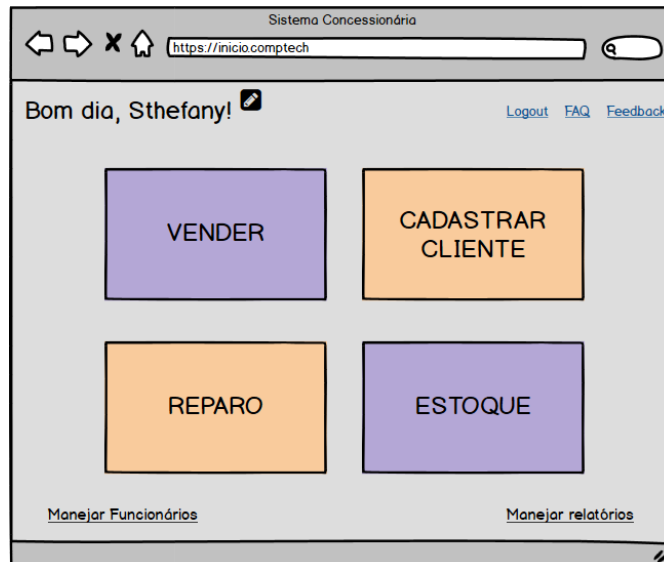 Sistema Concessionária
https://inicio.comptech
Bom dia, Sthefany!
Logout FAQ Feedback
VENDER
CADASTRAR
CLIENTE
REPARO
ESTOQUE
Manejar Funcionários
Manejar relatórios